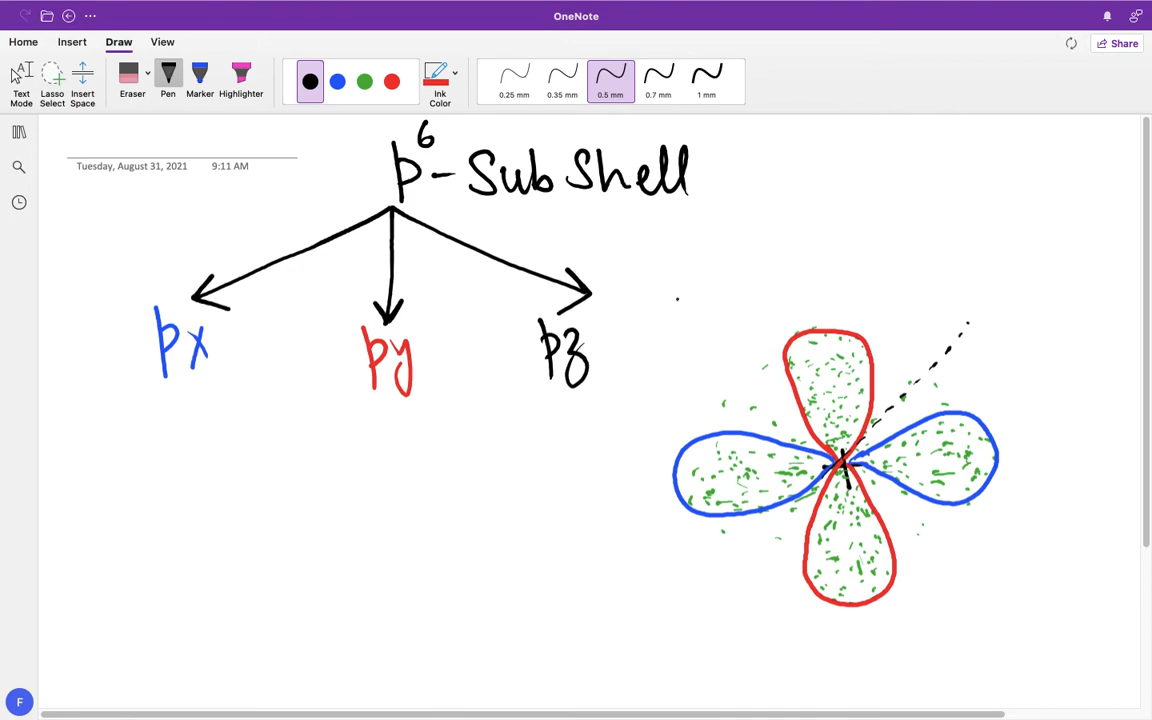 OneNote
Home Insert Draw View
Text Mode
Lasso Select
Insert Space
Eraser
Pen
Marker
Highlighter
Ink Color
0.25 mm
0.35 mm
0.5 mm
0.7 mm
1 mm
Share
Tuesday, August 31, 2021 9:11 AM
p⁶- Sub Shell
px py pz
F